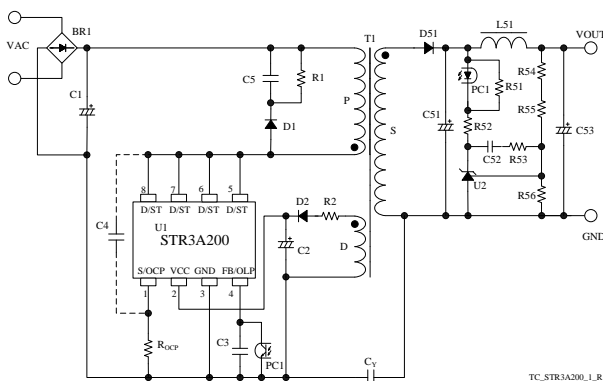 BR1
VAC
C1
C5
R1
D1
P
T1
S
D51
L51
VOUT
PC1
R51
R54
C51
R52
R55
C52
R53
C53
U2
R56
GND
C4
8
7
6
5
D/ST
D/ST
D/ST
D/ST
U1
STR3A200
S/OCP
VCC
GND
FB/OLP
1
2
3
4
D2
R2
C2
D
ROCP
C3
PC1
CY
TC_STR3A200_1_R